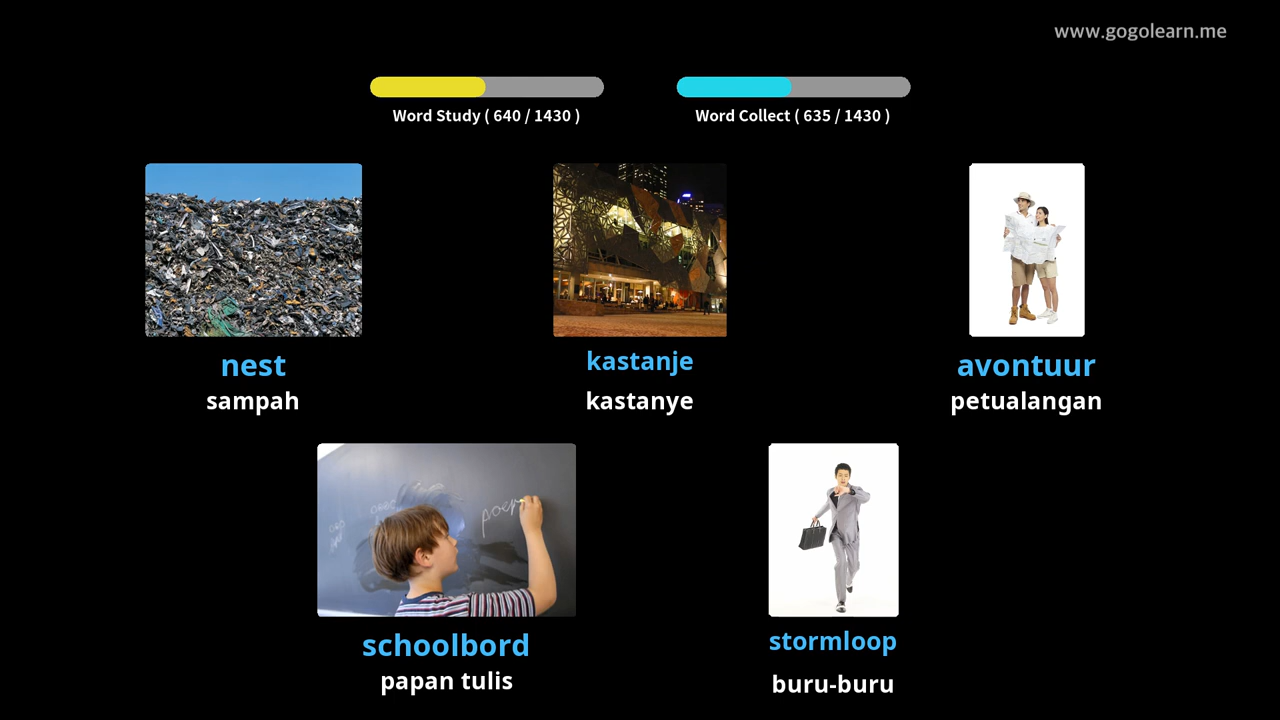 www.gogolearn.me
Word Study ( 640 / 1430 )
Word Collect ( 635 / 1430 )
nest
sampah
kastanje
kastanye
avontuur
petualangan
poem
schoolbord
papan tulis
stormloop
buru-buru